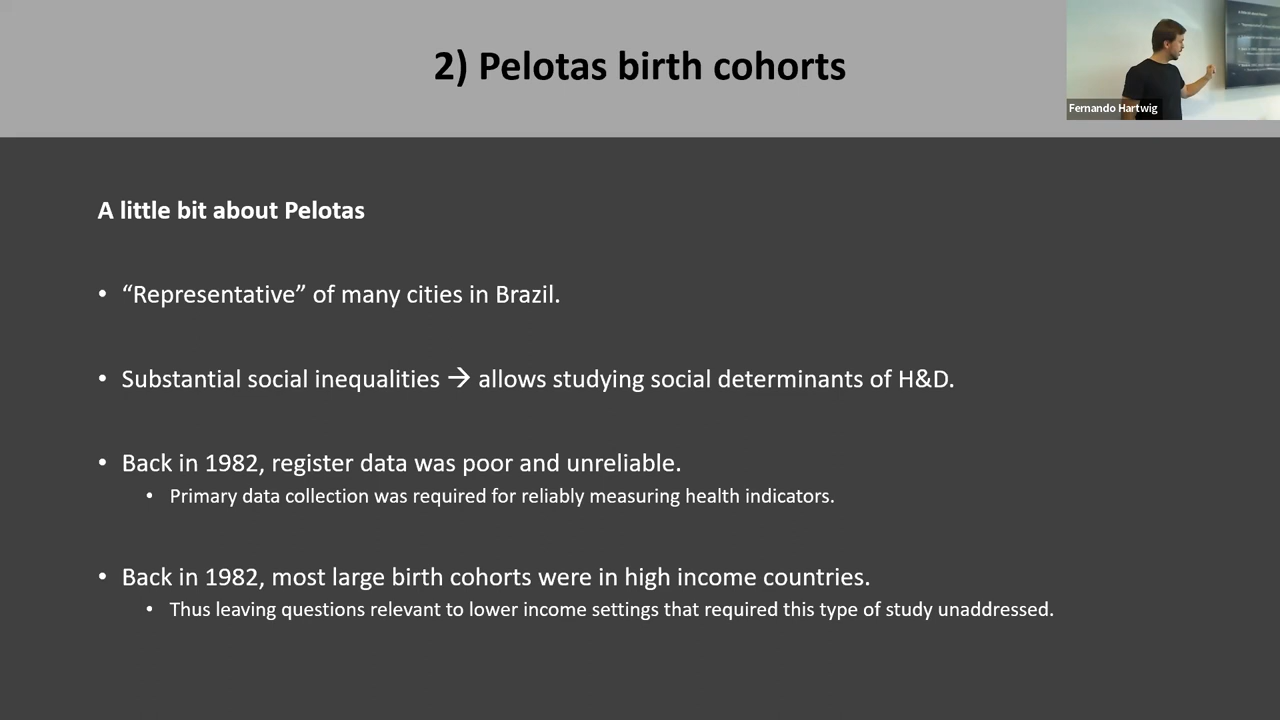 2) Pelotas birth cohorts
Fernando Hartwig
A little bit about Pelotas
• “Representative” of many cities in Brazil.
• Substantial social inequalities → allows studying social determinants of H&D.
• Back in 1982, register data was poor and unreliable.
• Primary data collection was required for reliably measuring health indicators.
• Back in 1982, most large birth cohorts were in high income countries.
• Thus leaving questions relevant to lower income settings that required this type of study unaddressed.